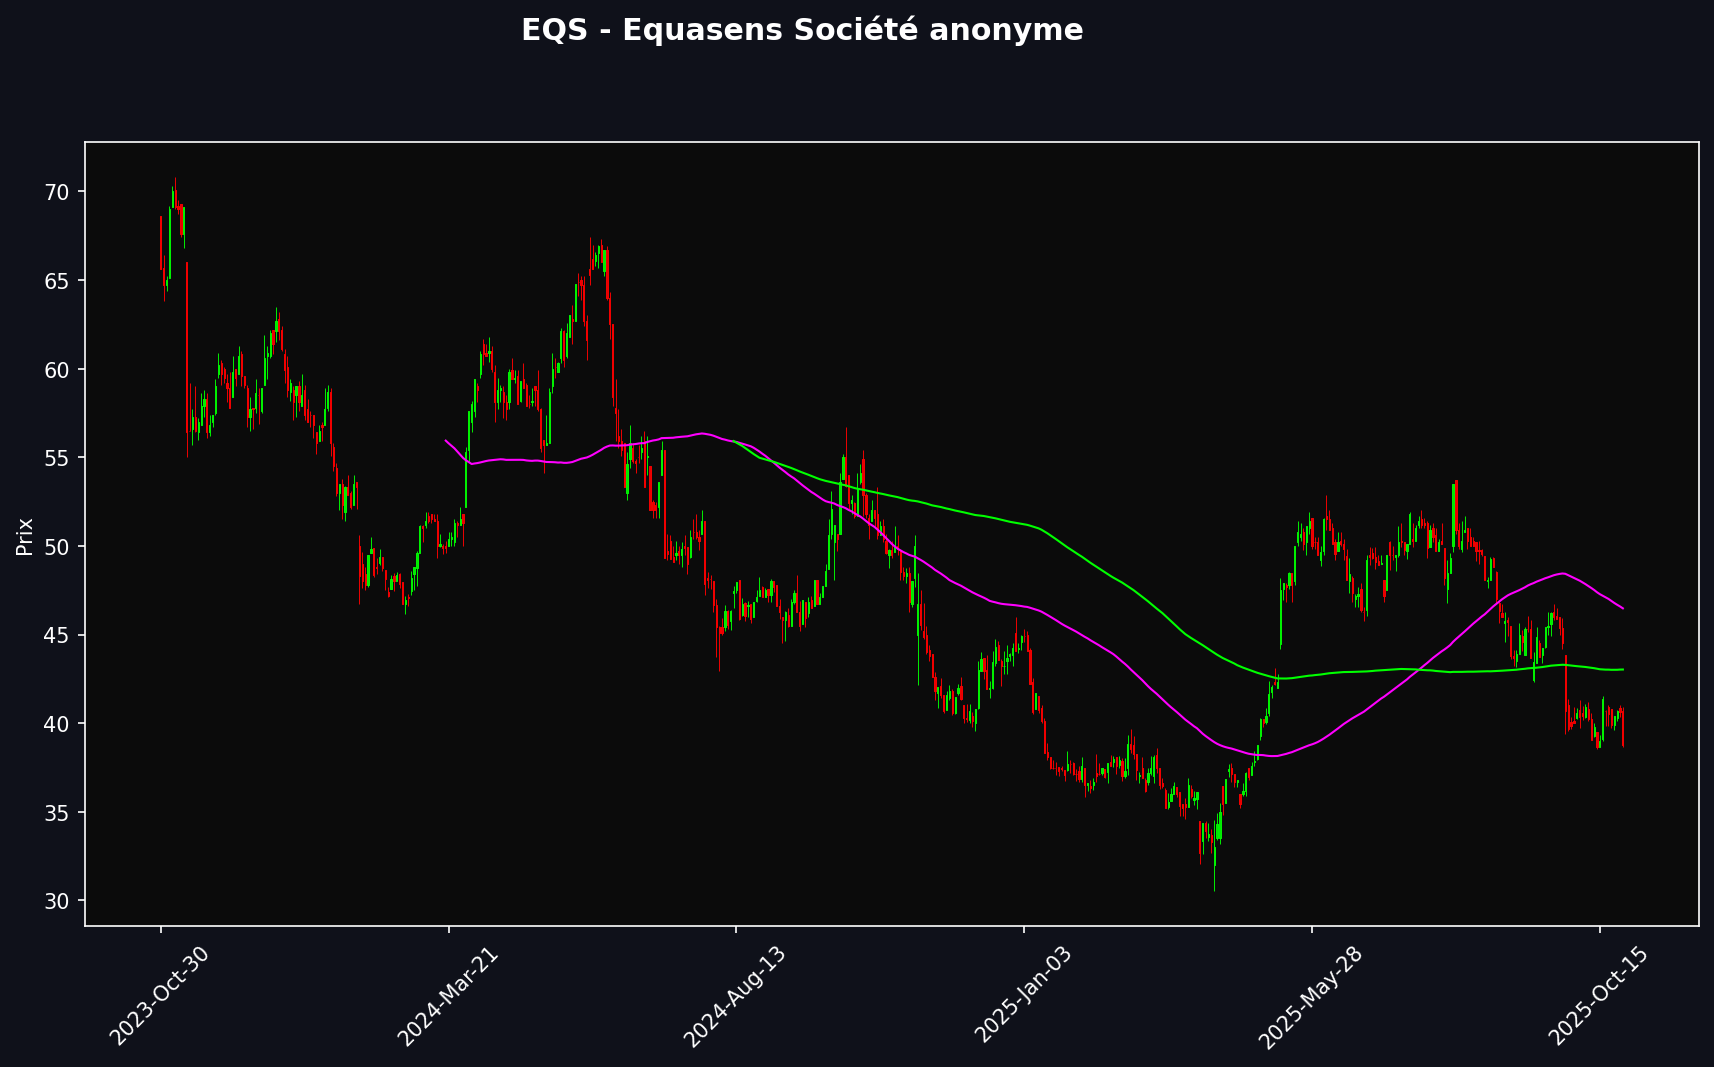 EQS - Equasens Société anonyme
Prix
70
65
60
55
50
45
40
35
30
2023-Oct-30
2024-Mar-21
2024-Aug-13
2025-Jan-03
2025-May-28
2025-Oct-15